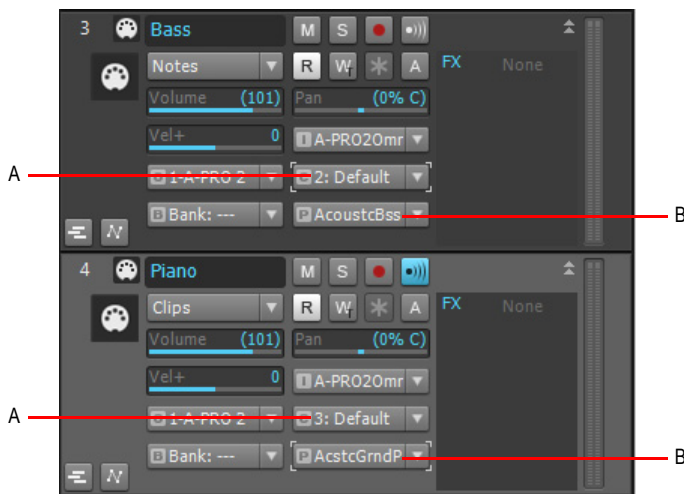 3 Bass M S
Notes R W * A FX None
Volume (101) Pan (0% C)
Vel+ 0 I A-PRO2Omr
A C 1-A-PRO 2 C 2: Default
B Bank: --- P AcoustcBss B
4 Piano M S
Clips R W * A FX None
Volume (101) Pan (0% C)
Vel+ 0 I A-PRO2Omr
A C 1-A-PRO 2 C 3: Default
B Bank: --- P AcstcGrndP B